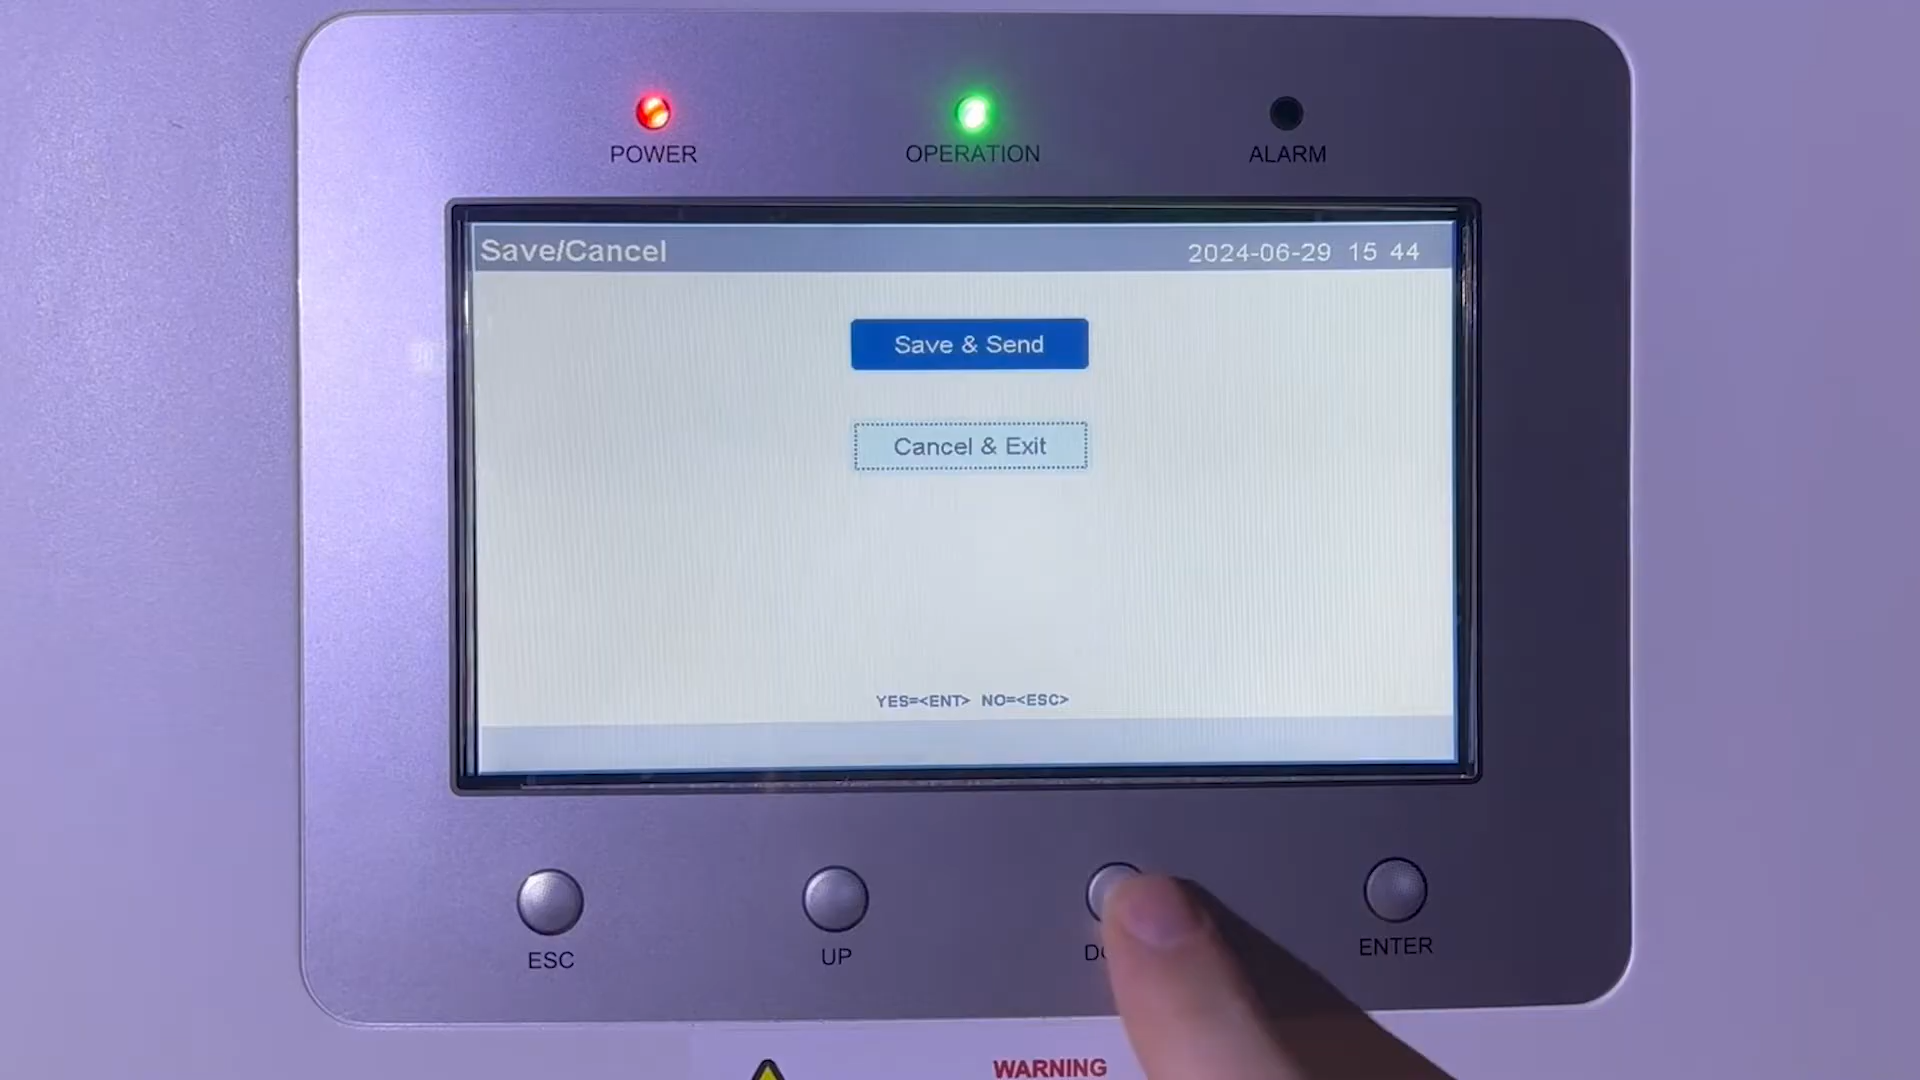 POWER
OPERATION
ALARM
Save/Cancel
2024-06-29 15 44
Save & Send
Cancel & Exit
YES=<ENT> NO=<ESC>
ESC
UP
ENTER
WARNING